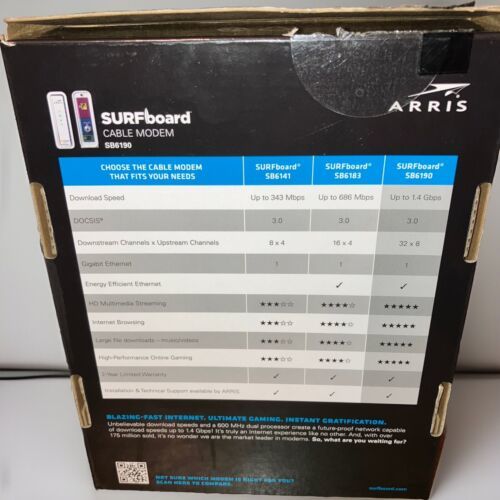 ARRIS
SURFboard®
CABLE MODEM
SB6190
CHOOSE THE CABLE MODEM THAT FITS YOUR NEEDS SURFboard® SB6141 SURFboard® SB6183 SURFboard® SB6190
Download Speed Up to 343 Mbps Up to 686 Mbps Up to 1.4 Gbps
DOCSIS® 3.0 3.0 3.0
Downstream Channels x Upstream Channels 8 x 4 16 x 4 32 x 8
Gigabit Ethernet 1 1 1
Energy Efficient Ethernet ✓ ✓
HD Multimedia Streaming ★★★☆☆ ★★★★☆ ★★★★★
Internet Browsing ★★★☆☆ ★★★★☆ ★★★★★
Large file downloads – music/videos ★★★☆☆ ★★★★☆ ★★★★★
High-Performance Online Gaming ★★★☆☆ ★★★★☆ ★★★★★
2-Year Limited Warranty ✓ ✓ ✓
Installation & Technical Support available by ARRIS ✓ ✓ ✓
BLAZING-FAST INTERNET. ULTIMATE GAMING. INSTANT GRATIFICATION.
Unbelievable download speeds and a 600 MHz dual processor create a future-proof network capable
of download speeds up to 1.4 Gbps! It's truly an Internet experience like no other. And, with over
175 million sold, it's no wonder we are the market leader in modems. So, what are you waiting for?
NOT SURE WHICH MODEM IS RIGHT FOR YOU?
SCAN HERE TO COMPARE.
surfboard.com